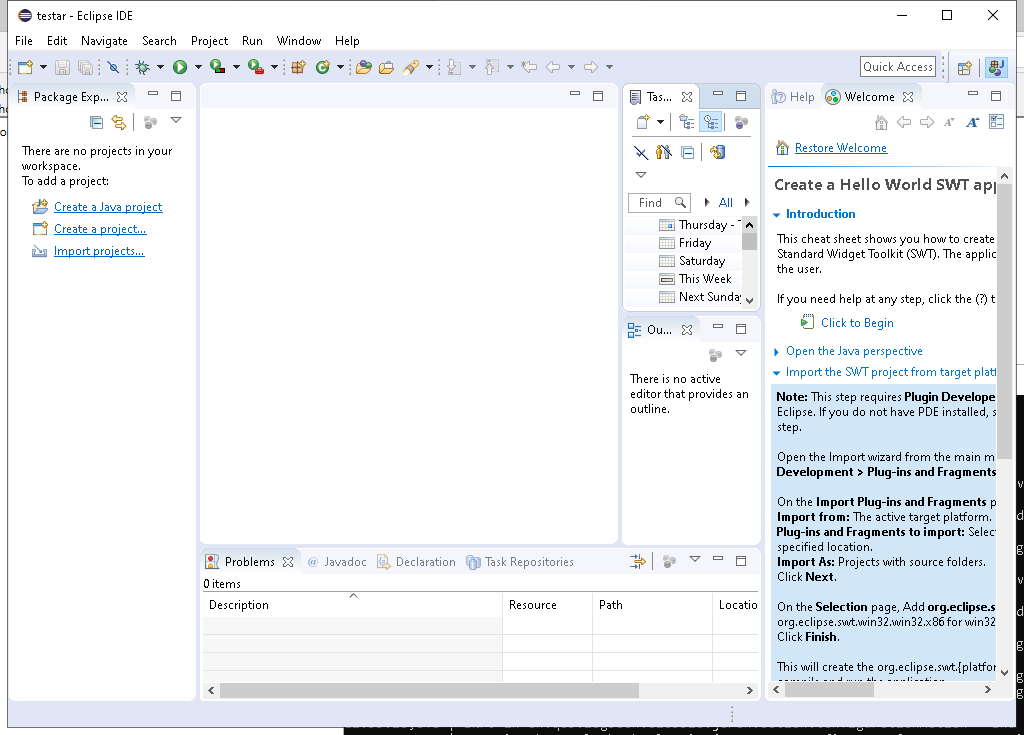 testar - Eclipse IDE
File Edit Navigate Search Project Run Window Help
Quick Access
Package Exp...
There are no projects in your
workspace.
To add a project:
Create a Java project
Create a project...
Import projects...
Tas...
Find
All
Thursday -
Friday
Saturday
This Week
Next Sunda
Ou...
There is no active
editor that provides an
outline.
Help Welcome
Restore Welcome
Create a Hello World SWT app
Introduction
This cheat sheet shows you how to create
Standard Widget Toolkit (SWT). The applic
the user.
If you need help at any step, click the (?) t
Click to Begin
Open the Java perspective
Import the SWT project from target platf
Note: This step requires Plugin Develope
Eclipse. If you do not have PDE installed, s
step.
Open the Import wizard from the main m
Development > Plug-ins and Fragments
On the Import Plug-ins and Fragments p
Import from: The active target platform.
Plug-ins and Fragments to import: Selec
specified location.
Import As: Projects with source folders.
Click Next.
On the Selection page, Add org.eclipse.s
org.eclipse.swt.win32.win32.x86 for win32
Click Finish.
This will create the org.eclipse.swt.{platfor
Problems @ Javadoc Declaration Task Repositories
0 items
Description Resource Path Locatio